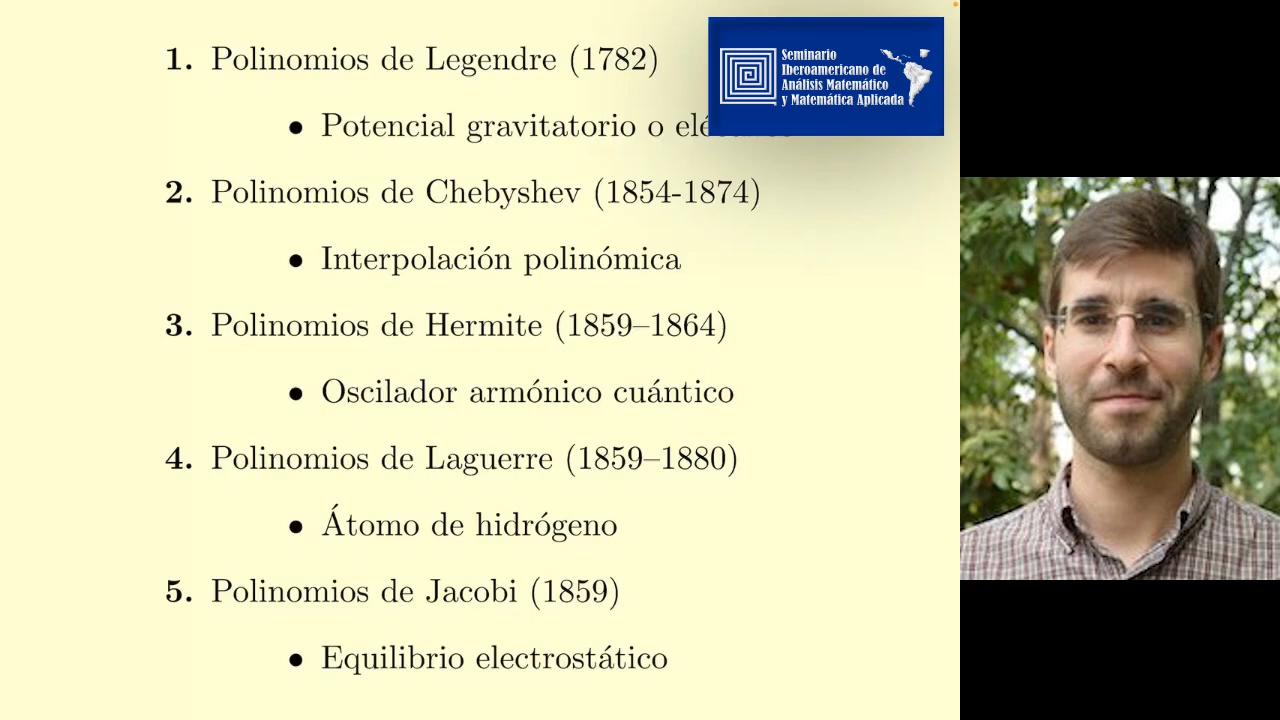 1. Polinomios de Legendre (1782)
• Potencial gravitatorio o
2. Polinomios de Chebyshev (1854-1874)
• Interpolación polinómica
3. Polinomios de Hermite (1859–1864)
• Oscilador armónico cuántico
4. Polinomios de Laguerre (1859–1880)
• Átomo de hidrógeno
5. Polinomios de Jacobi (1859)
• Equilibrio electrostático
Seminario
Iberoamericano de
Análisis Matemático
y Matemática Aplicada